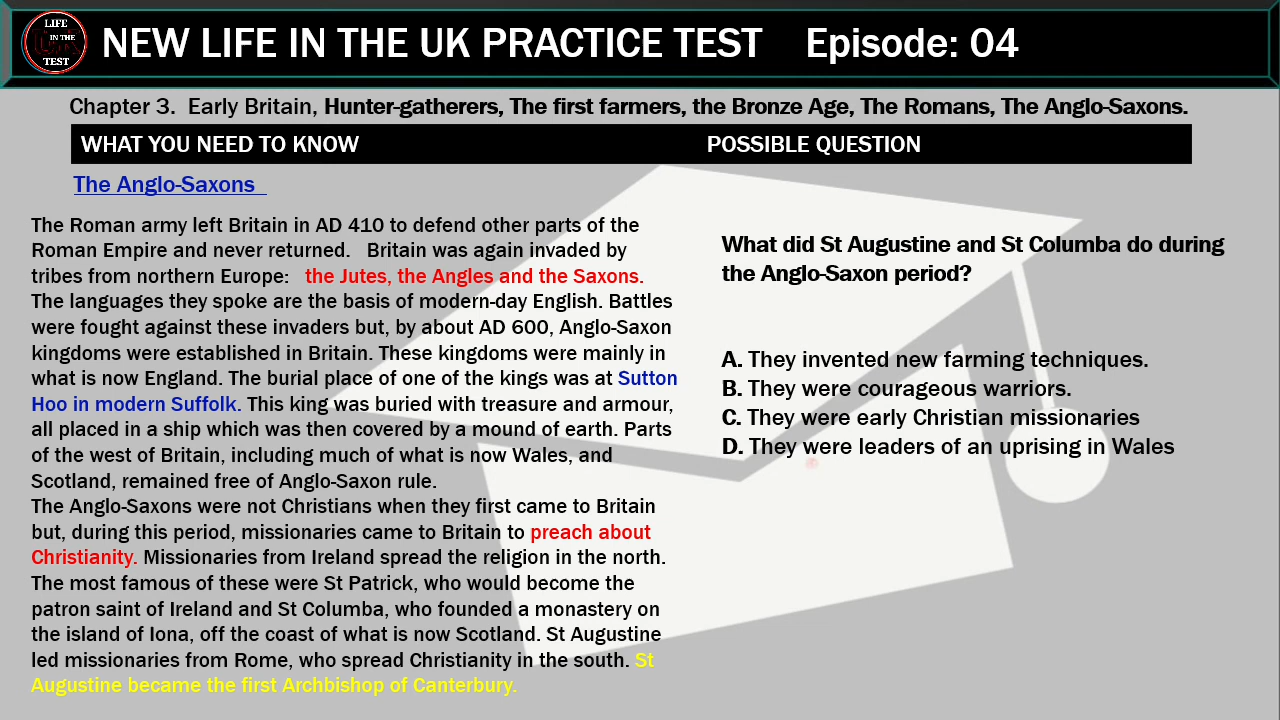 LIFE
IN THE
UK
TEST
NEW LIFE IN THE UK PRACTICE TEST Episode: 04
Chapter 3. Early Britain, Hunter-gatherers, The first farmers, the Bronze Age, The Romans, The Anglo-Saxons.
WHAT YOU NEED TO KNOW POSSIBLE QUESTION
The Anglo-Saxons
The Roman army left Britain in AD 410 to defend other parts of the
Roman Empire and never returned. Britain was again invaded by
tribes from northern Europe: the Jutes, the Angles and the Saxons.
The languages they spoke are the basis of modern-day English. Battles
were fought against these invaders but, by about AD 600, Anglo-Saxon
kingdoms were established in Britain. These kingdoms were mainly in
what is now England. The burial place of one of the kings was at Sutton
Hoo in modern Suffolk. This king was buried with treasure and armour,
all placed in a ship which was then covered by a mound of earth. Parts
of the west of Britain, including much of what is now Wales, and
Scotland, remained free of Anglo-Saxon rule.
The Anglo-Saxons were not Christians when they first came to Britain
but, during this period, missionaries came to Britain to preach about
Christianity. Missionaries from Ireland spread the religion in the north.
The most famous of these were St Patrick, who would become the
patron saint of Ireland and St Columba, who founded a monastery on
the island of Iona, off the coast of what is now Scotland. St Augustine
led missionaries from Rome, who spread Christianity in the south. St
Augustine became the first Archbishop of Canterbury.
What did St Augustine and St Columba do during
the Anglo-Saxon period?
A. They invented new farming techniques.
B. They were courageous warriors.
C. They were early Christian missionaries
D. They were leaders of an uprising in Wales